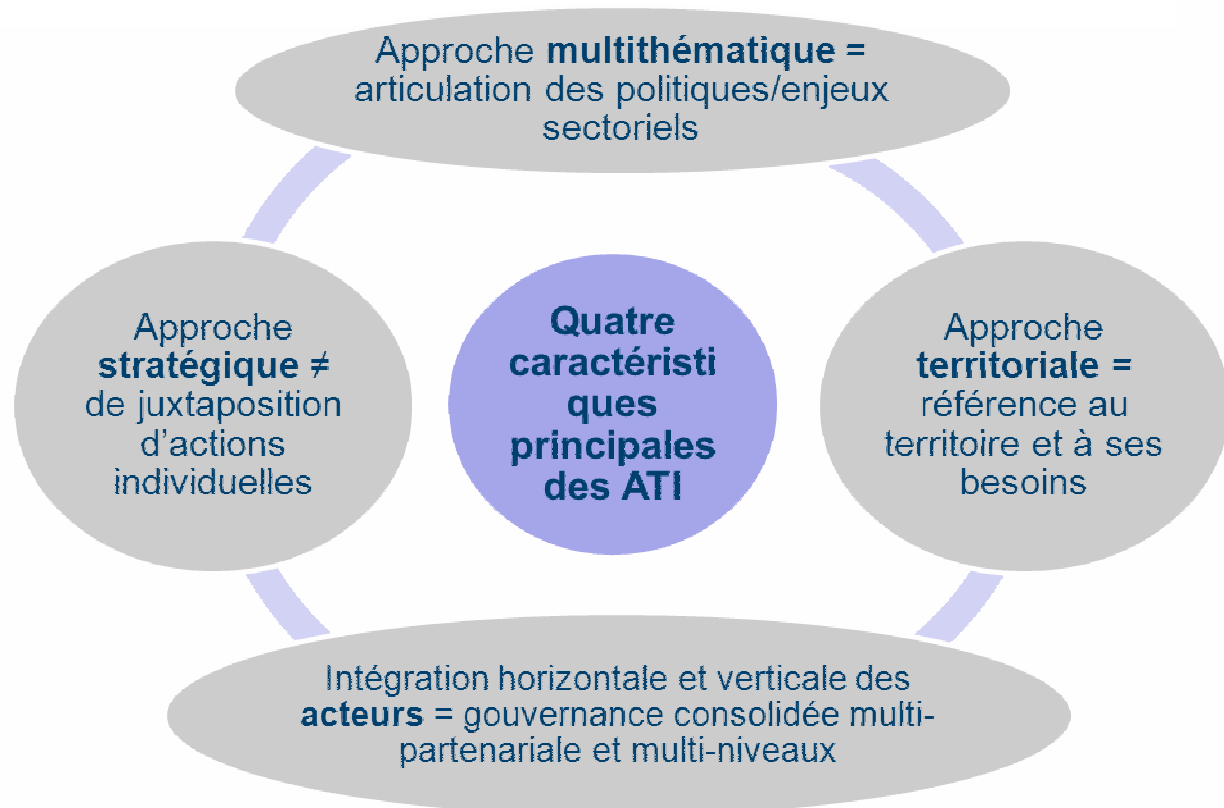 Approche multithématique =
articulation des politiques/enjeux
sectoriels
Approche
stratégique ≠
de juxtaposition
d'actions
individuelles
Quatre
caractéristi
ques
principales
des ATI
Approche
territoriale =
référence au
territoire et à ses
besoins
Intégration horizontale et verticale des
acteurs = gouvernance consolidée multi-
partenariale et multi-niveaux